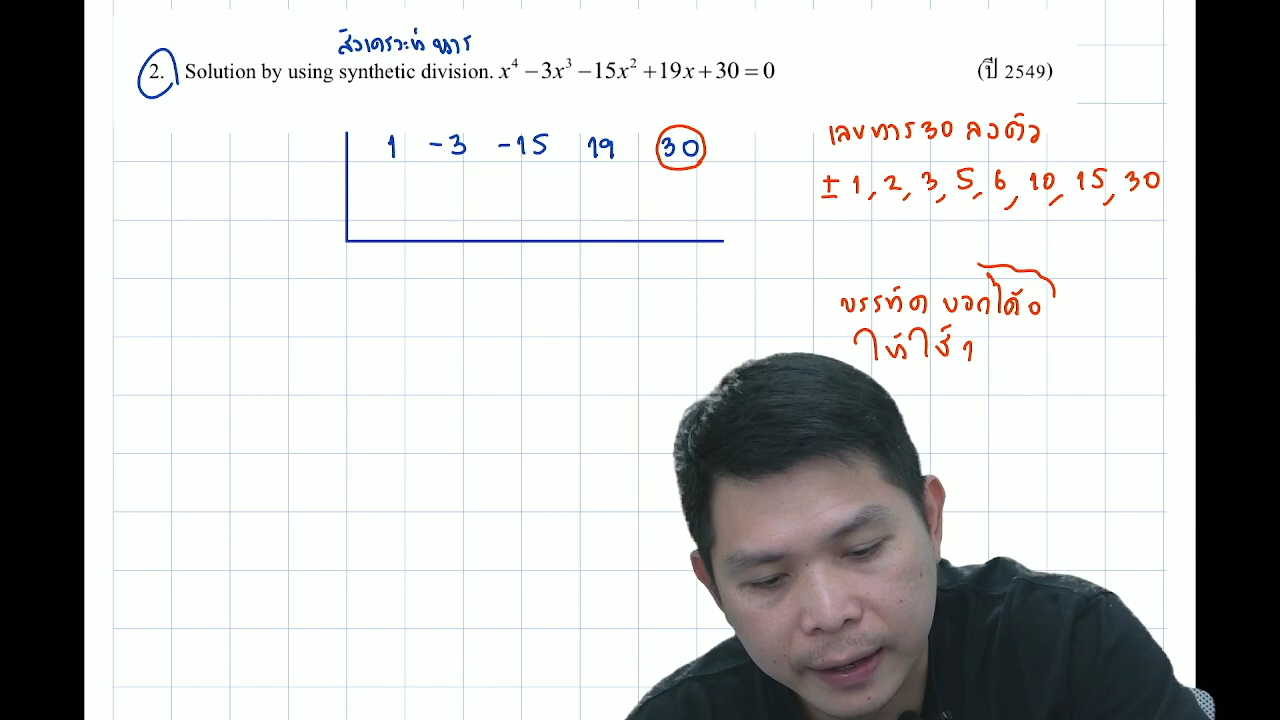 สังเคราะห์ หาร
2. Solution by using synthetic division. x⁴ − 3x³ − 15x² + 19x + 30 = 0 (ปี 2549)
1 -3 -15 19 30
เลขหาร 30 ลงตัว
± 1, 2, 3, 5, 6, 10, 15, 30
บรรทัด บวกได้ 0
ให้ใช้ 1